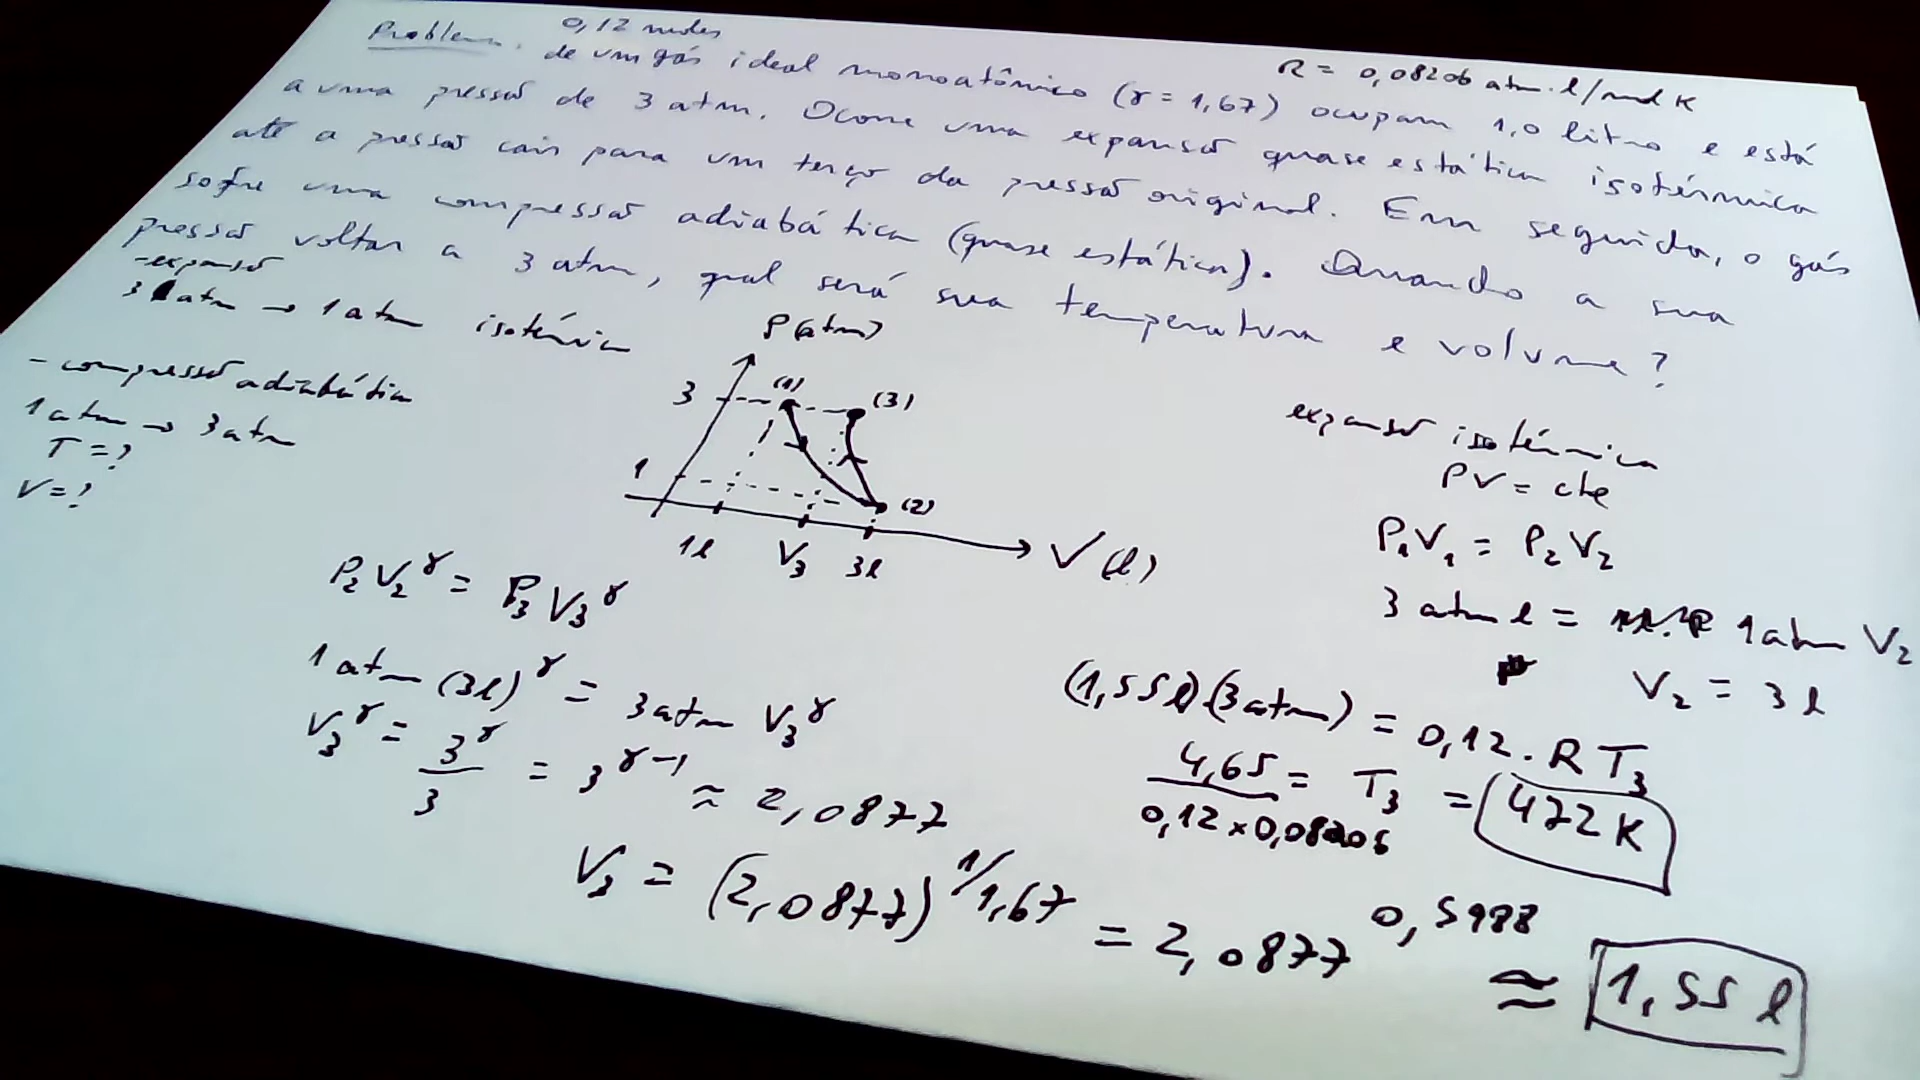 Problema. 0,12 moles
R = 0,08206 atm·l/mol K
de um gás ideal monoatômico (γ = 1,67) ocupam 1,0 litro e está
a uma pressão de 3 atm. Ocorre uma expansão quase estática isotérmica
até a pressão cair para um terço da pressão original. Em seguida, o gás
sofre uma compressão adiabática (quase estática). Quando a sua
pressão voltar a 3 atm, qual será sua temperatura e volume?
- expansão
3 atm → 1 atm isotérmica
- compressão adiabática
1 atm → 3 atm
T = ?
V = ?
P (atm)
3 (1) (3)
1 (2)
1l V₃ 3l V (l)
expansão isotérmica
PV = cte
P₁V₁ = P₂V₂
3 atm l = 1 atm V₂
V₂ = 3 l
P₂V₂^γ = P₃V₃^γ
1 atm (3l)^γ = 3 atm V₃^γ
V₃^γ = 3^γ/3 = 3^γ-1 ≈ 2,0877
V₃ = (2,0877)^1/1,67 = 2,0877^0,5988 ≈ 1,55 l
(1,55 l)(3 atm) = 0,12 . R T₃
4,65 / 0,12 × 0,08206 = T₃ = 472 K